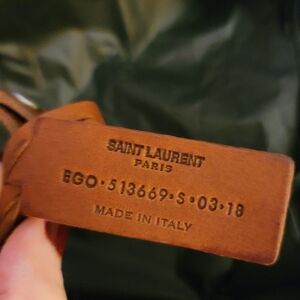 SAINT LAURENT
PARIS
EGO·513669·S·03·18
MADE IN ITALY